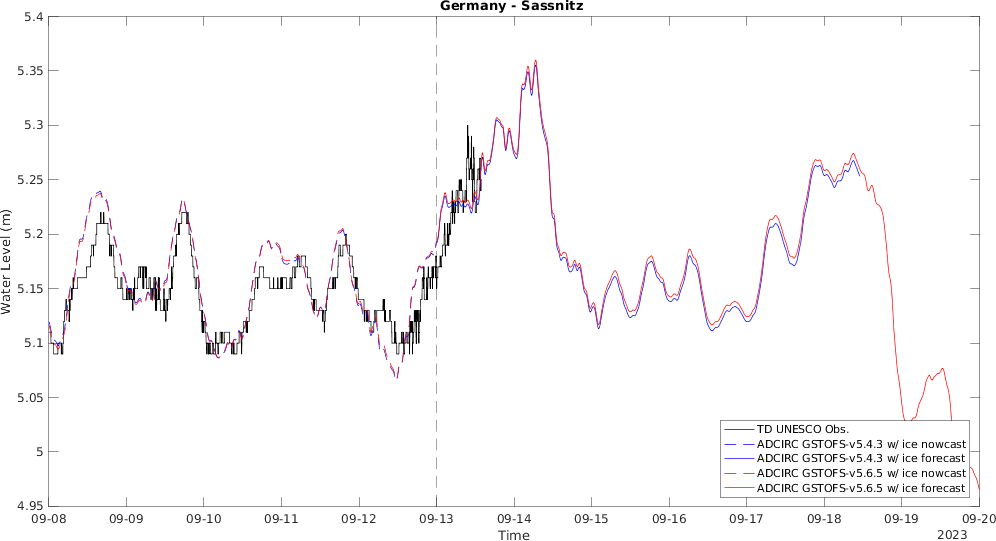 Germany - Sassnitz
5.4
5.35
5.3
5.25
5.2
5.15
5.1
5.05
5
4.95
Water Level (m)
TD UNESCO Obs.
ADCIRC GSTOFS-v5.4.3 w/ ice nowcast
ADCIRC GSTOFS-v5.4.3 w/ ice forecast
ADCIRC GSTOFS-v5.6.5 w/ ice nowcast
ADCIRC GSTOFS-v5.6.5 w/ ice forecast
09-08 09-09 09-10 09-11 09-12 09-13 09-14 09-15 09-16 09-17 09-18 09-19 09-20
Time
2023